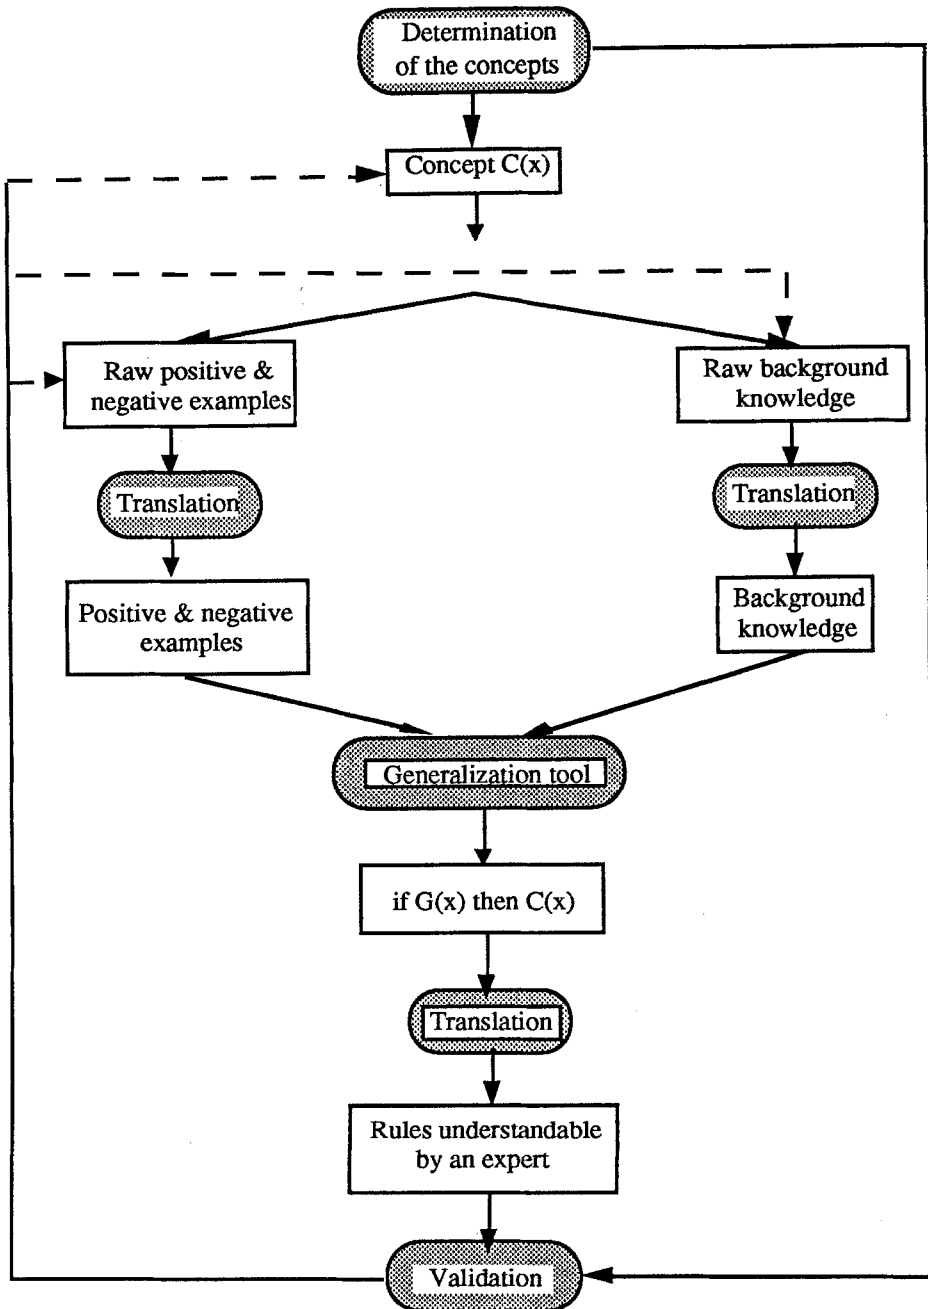 Determination
of the concepts
Concept C(x)
Raw positive &
negative examples
Raw background
knowledge
Translation
Translation
Positive & negative
examples
Background
knowledge
Generalization tool
if G(x) then C(x)
Translation
Rules understandable
by an expert
Validation